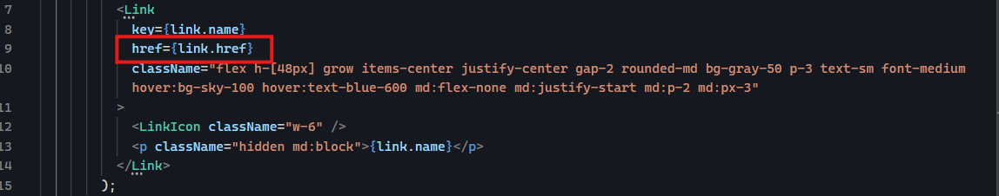 7 <Link
8 key={link.name}
9 href={link.href}
10 className="flex h-[48px] grow items-center justify-center gap-2 rounded-md bg-gray-50 p-3 text-sm font-medium
hover:bg-sky-100 hover:text-blue-600 md:flex-none md:justify-start md:p-2 md:px-3"
11 >
12 <LinkIcon className="w-6" />
13 <p className="hidden md:block">{link.name}</p>
14 </Link>
15 );